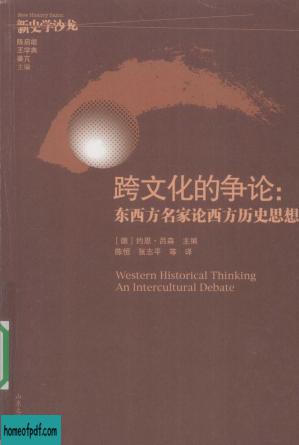 New History Salon
新史学沙龙
陈启能
王学典
姜芃
主编
跨文化的争论：
东西方名家论西方历史思想
［德］约恩·吕森 主编
陈恒 张志平 等 译
Western Historical Thinking
An Intercultural Debate
山东大
homeofpdf.com